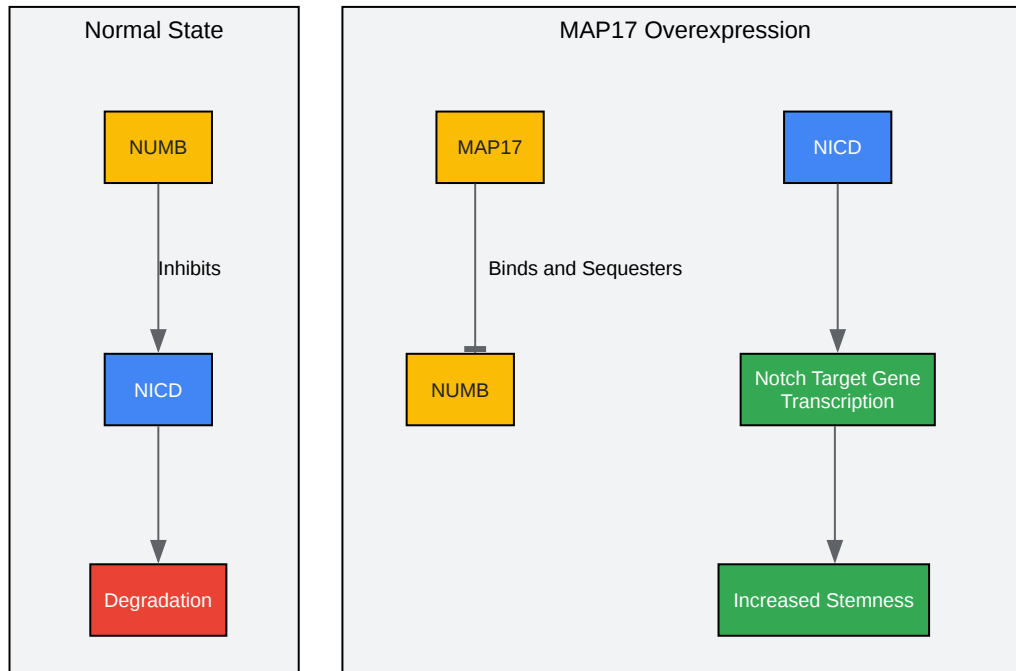 Normal State
NUMB
Inhibits
NICD
Degradation
MAP17 Overexpression
MAP17
NICD
Binds and Sequesters
NUMB
Notch Target Gene
Transcription
Increased Stemness